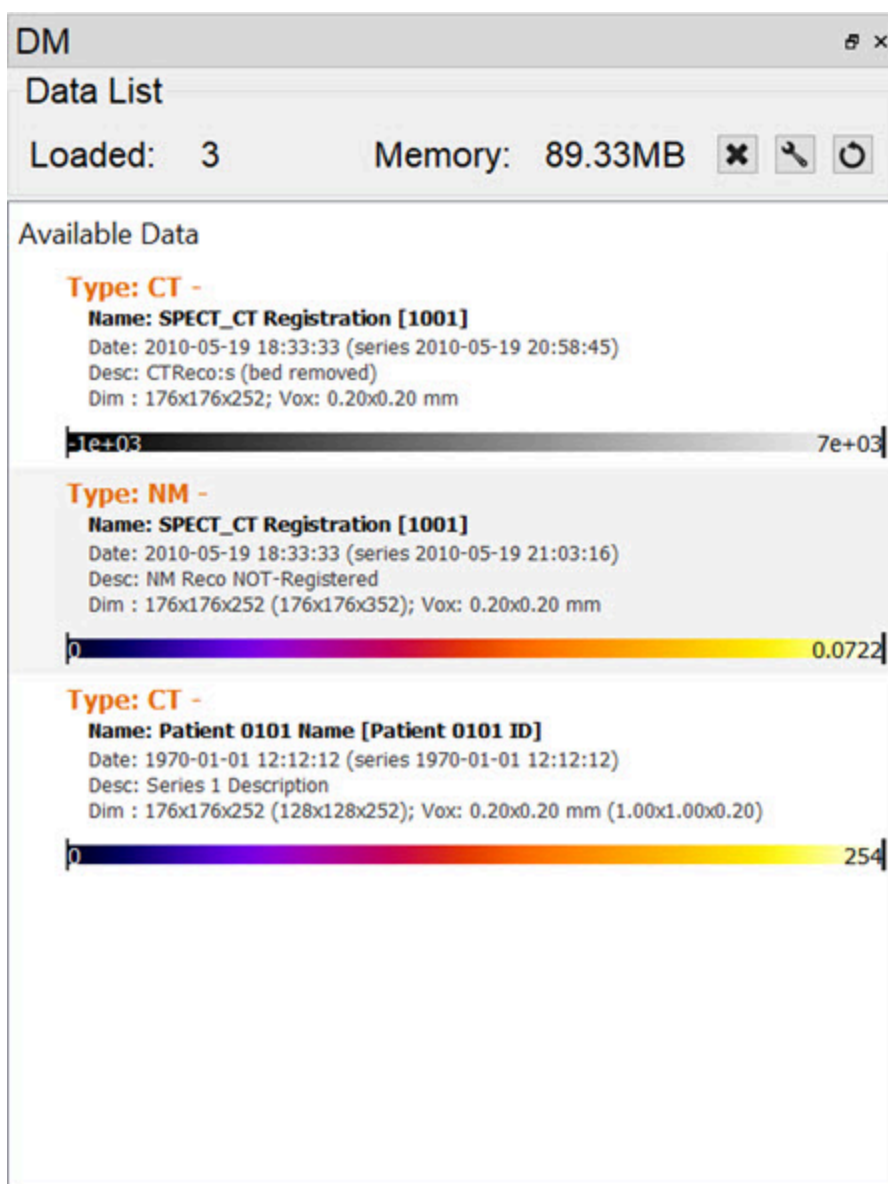 DM
Data List
Loaded: 3 Memory: 89.33MB
Available Data
Type: CT -
Name: SPECT_CT Registration [1001]
Date: 2010-05-19 18:33:33 (series 2010-05-19 20:58:45)
Desc: CTReco:s (bed removed)
Dim : 176x176x252; Vox: 0.20x0.20 mm
-1e+03 7e+03
Type: NM -
Name: SPECT_CT Registration [1001]
Date: 2010-05-19 18:33:33 (series 2010-05-19 21:03:16)
Desc: NM Reco NOT-Registered
Dim : 176x176x252 (176x176x352); Vox: 0.20x0.20 mm
0 0.0722
Type: CT -
Name: Patient 0101 Name [Patient 0101 ID]
Date: 1970-01-01 12:12:12 (series 1970-01-01 12:12:12)
Desc: Series 1 Description
Dim : 176x176x252 (128x128x252); Vox: 0.20x0.20 mm (1.00x1.00x0.20)
0 254